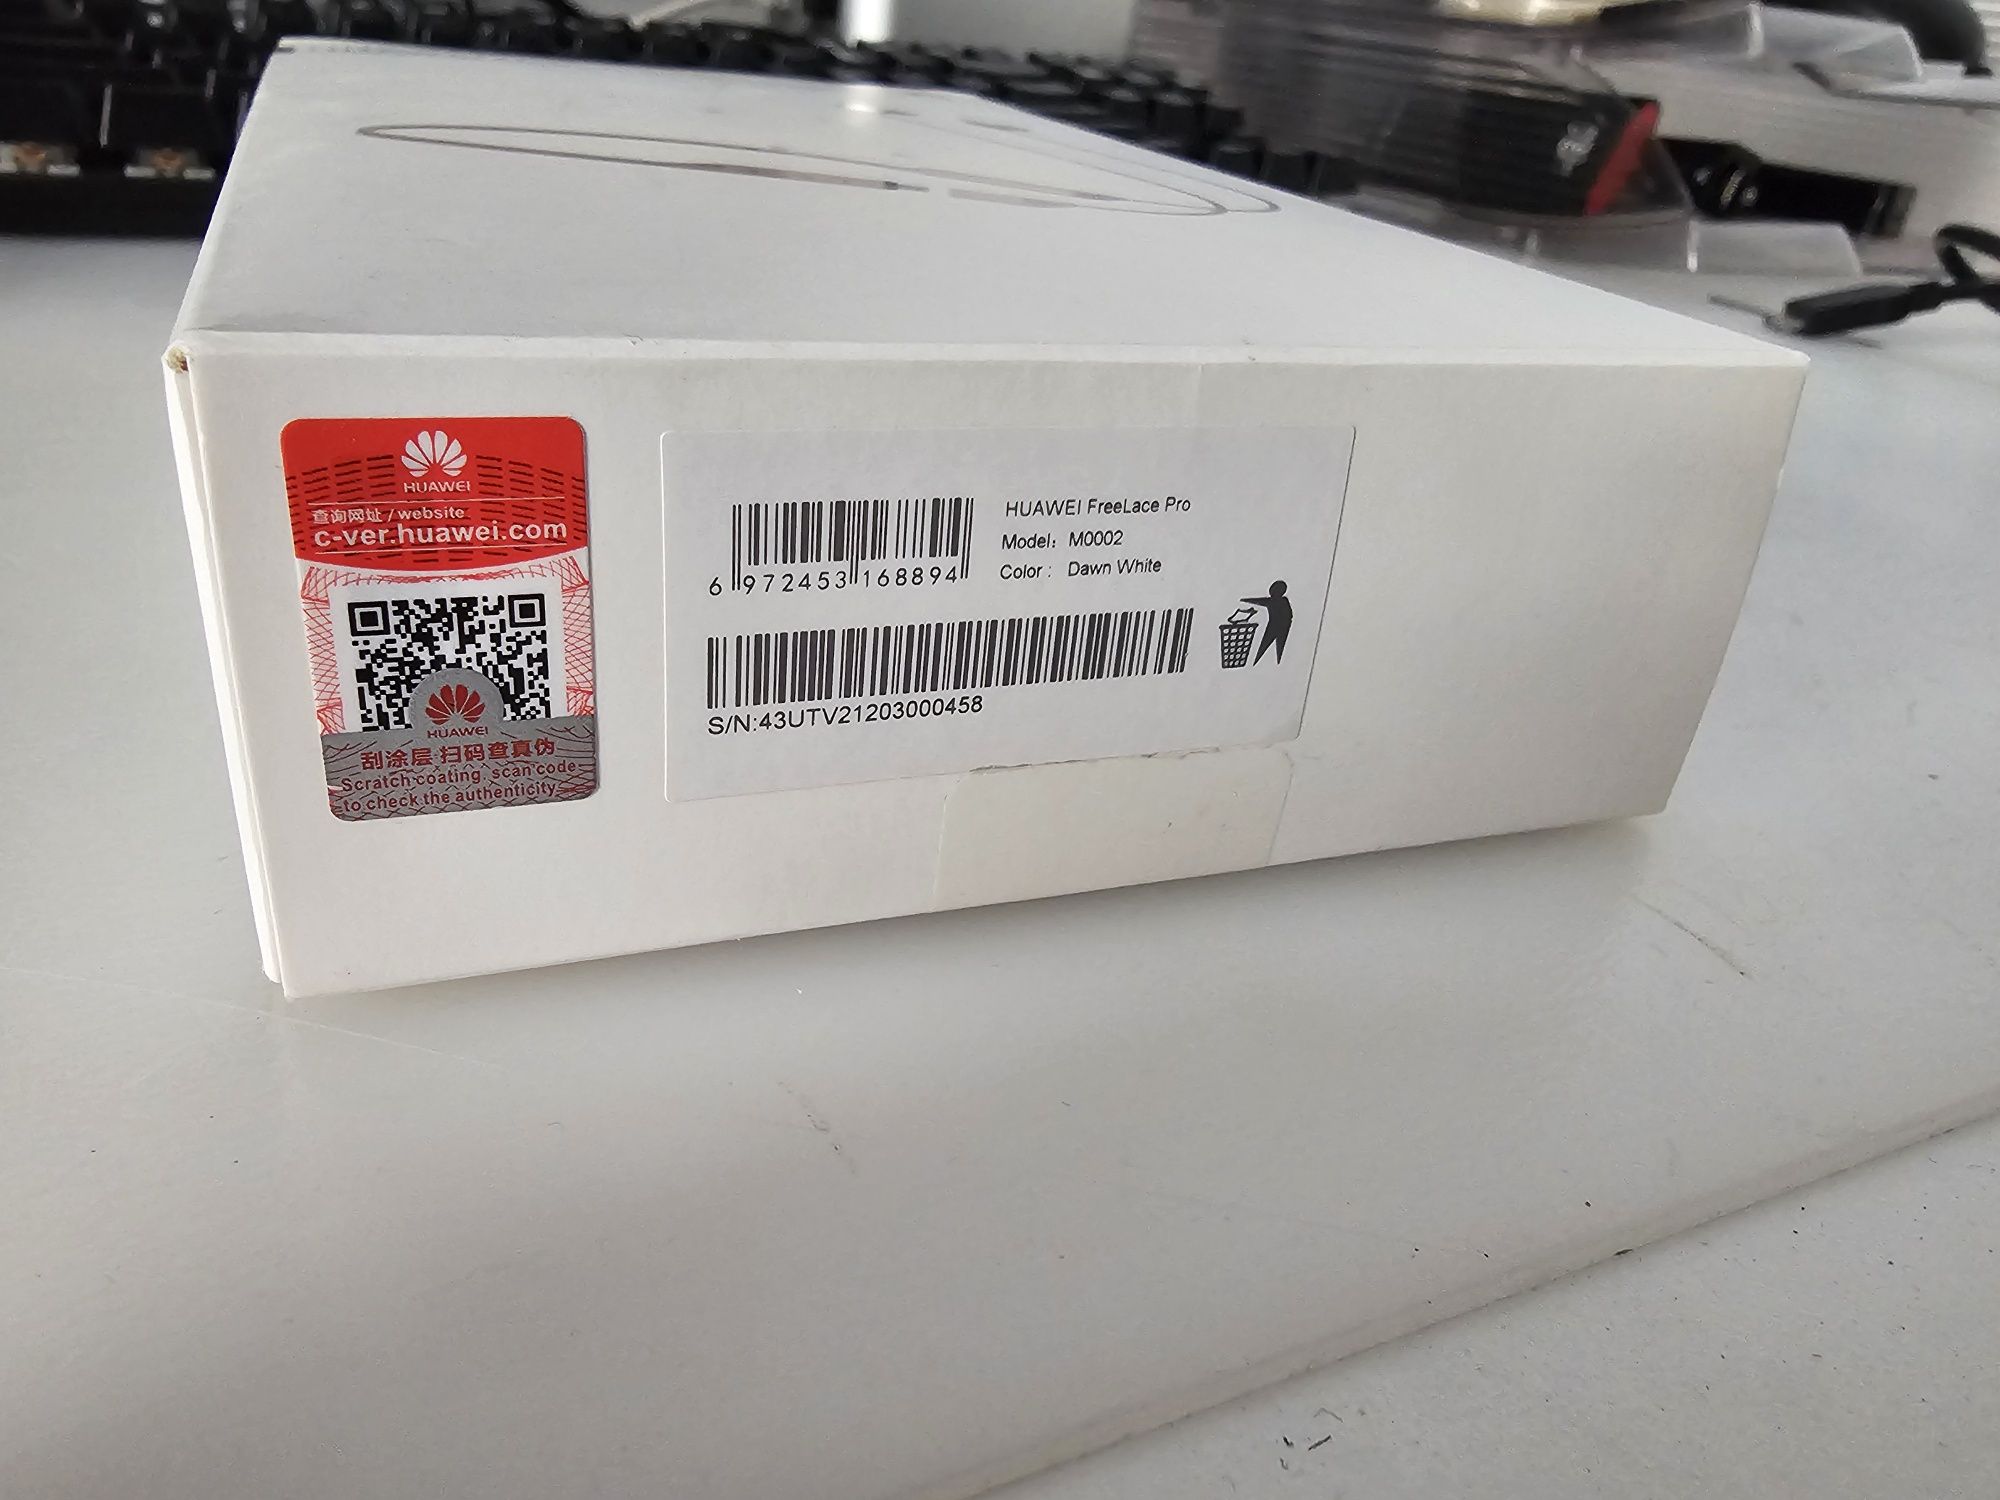 HUAWEI
查询网址 / website
c-ver.huawei.com
HUAWEI
刮涂层 扫码查真伪
Scratch coating, scan code
to check the authenticity
6 972453 168894
HUAWEI FreeLace Pro
Model: M0002
Color : Dawn White
S/N:43UTV21203000458